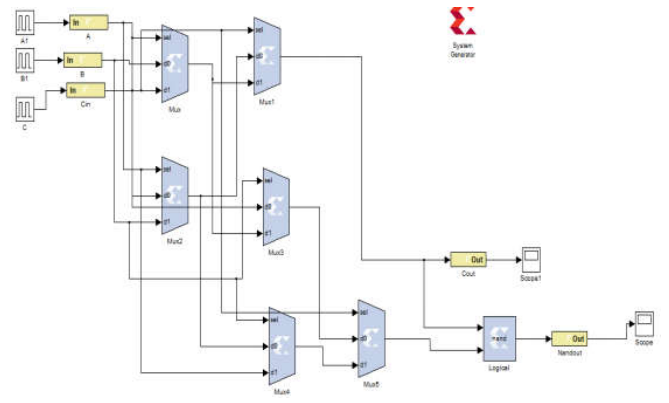 A1
In
A
B1
In
B
C
In
Cin
sel
d0
d1
Mux
sel
d0
d1
Mux1
System
Generator
sel
d0
d1
Mux2
sel
d0
d1
Mux3
sel
d0
d1
Mux4
sel
d0
d1
Mux5
Out
Cout
Scope1
nand
Logical
Out
Nandout
Scope